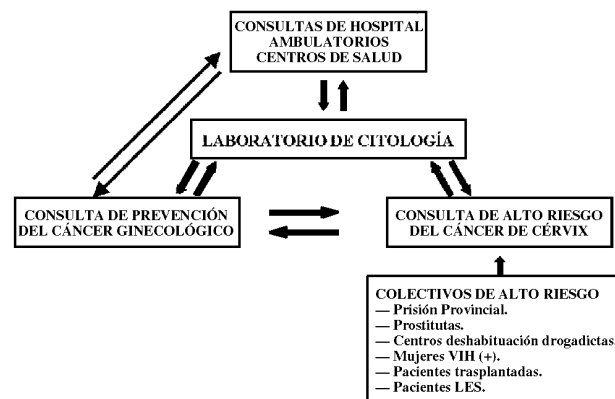 CONSULTAS DE HOSPITAL
AMBULATORIOS
CENTROS DE SALUD
LABORATORIO DE CITOLOGÍA
CONSULTA DE PREVENCIÓN
DEL CÁNCER GINECOLÓGICO
CONSULTA DE ALTO RIESGO
DEL CÁNCER DE CÉRVIX
COLECTIVOS DE ALTO RIESGO
— Prisión Provincial.
— Prostitutas.
— Centros deshabituación drogadictas.
— Mujeres VIH (+).
— Pacientes trasplantadas.
— Pacientes LES.